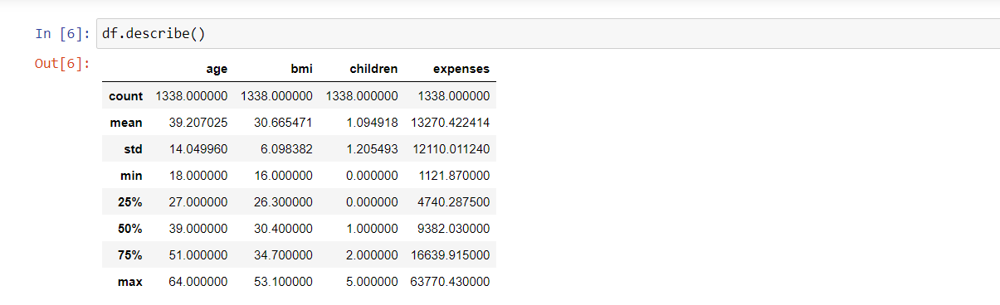 In [6]: df.describe()
Out[6]:
age bmi children expenses
count 1338.000000 1338.000000 1338.000000 1338.000000
mean 39.207025 30.665471 1.094918 13270.422414
std 14.049960 6.098382 1.205493 12110.011240
min 18.000000 16.000000 0.000000 1121.870000
25% 27.000000 26.300000 0.000000 4740.287500
50% 39.000000 30.400000 1.000000 9382.030000
75% 51.000000 34.700000 2.000000 16639.915000
max 64.000000 53.100000 5.000000 63770.430000